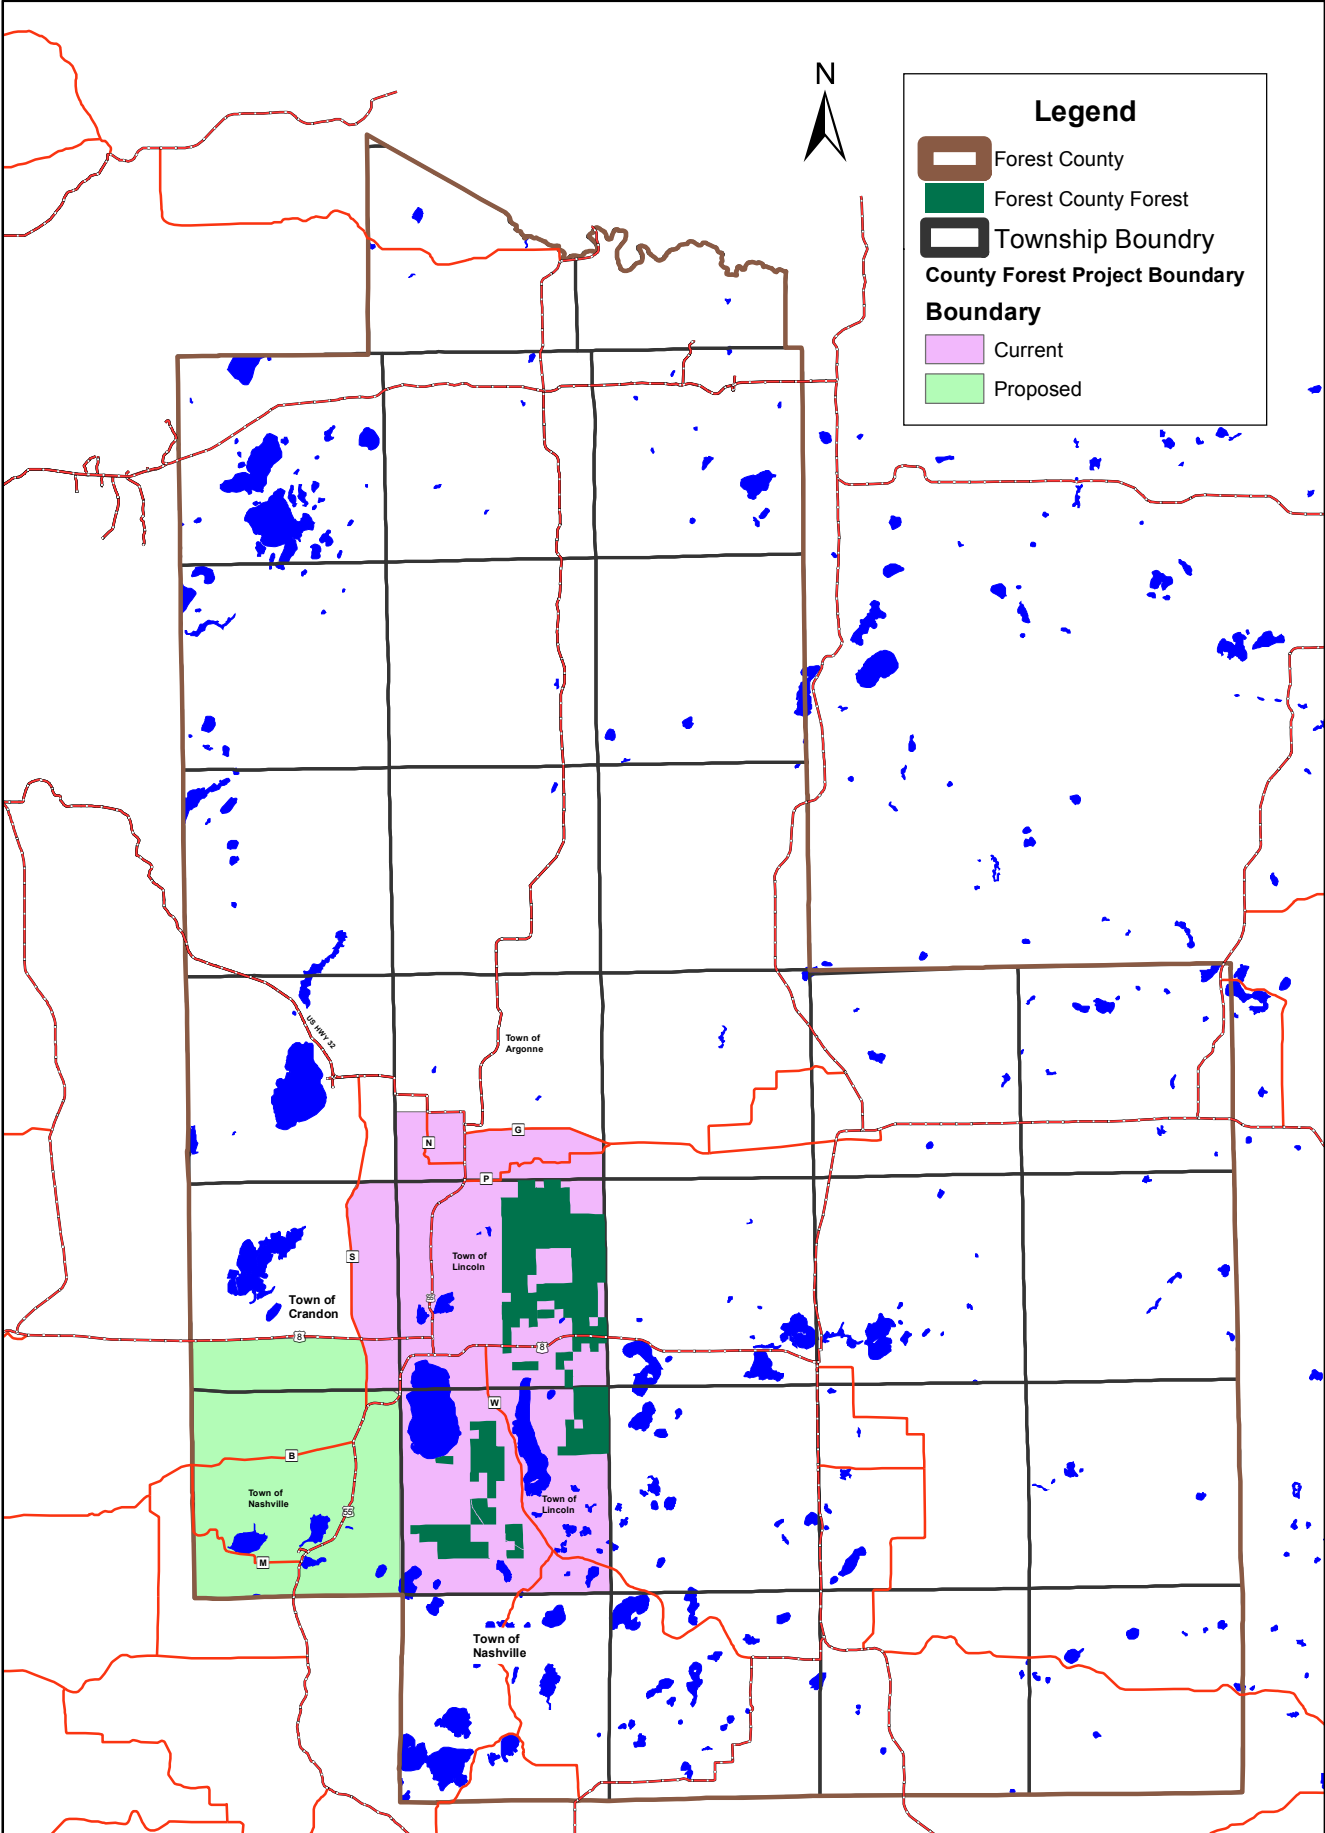 N
Legend
Forest County
Forest County Forest
Township Boundry
County Forest Project Boundary
Boundary
Current
Proposed
US HWY 32
Town of
Argonne
N
G
P
S
Town of
Lincoln
55
Town of
Crandon
8
8
W
B
Town of
Nashville
55
Town of
Lincoln
M
Town of
Nashville